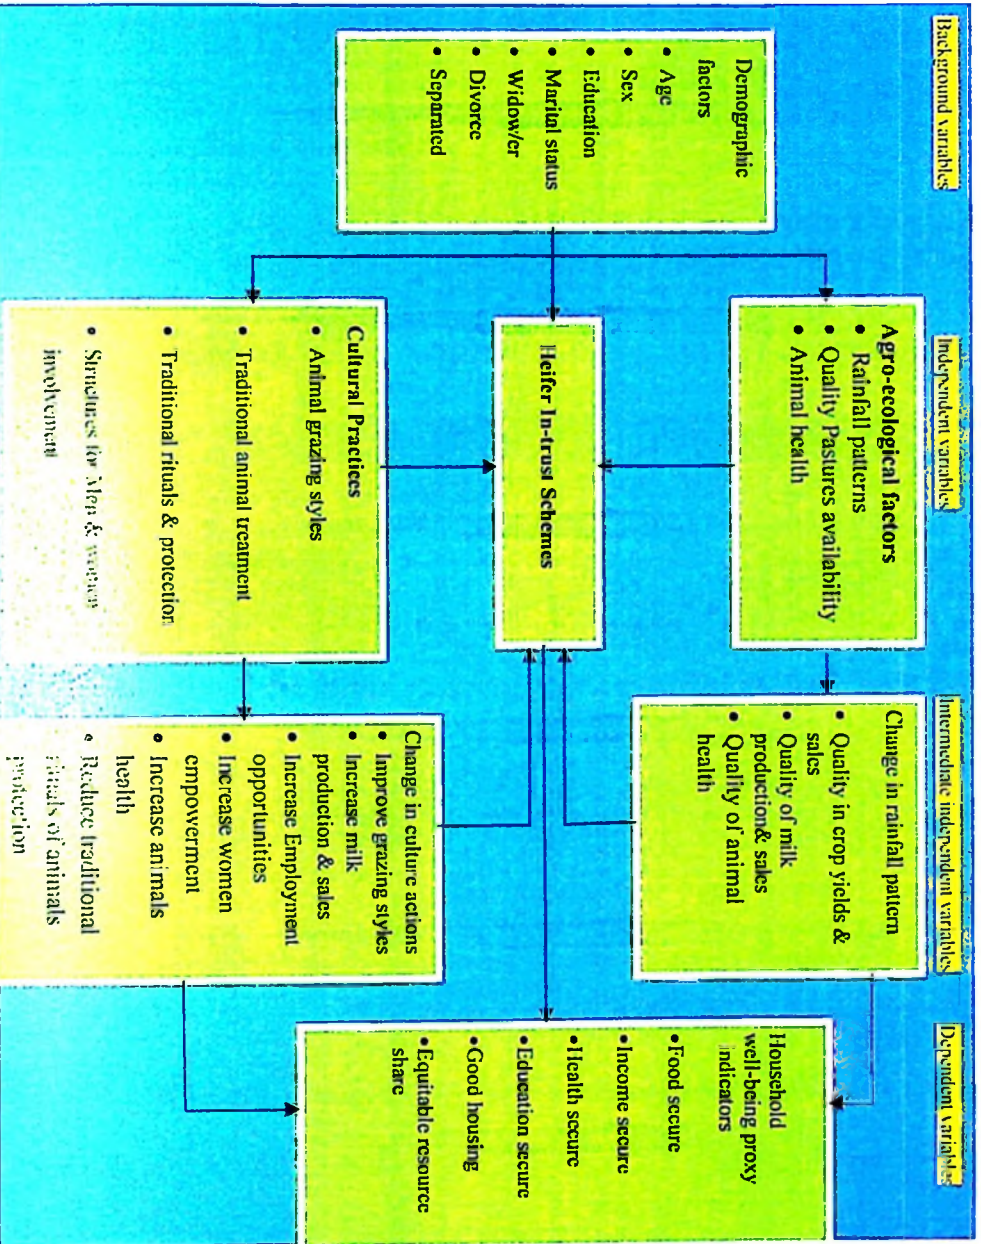 Background variables
Independent variables
Intermediate independent variables
Dependent variables
Demographic
factors
• Age
• Sex
• Education
• Marital status
• Widow/er
• Divorce
• Separated
Agro-ecological factors
• Rainfall patterns
• Quality Pastures availability
• Animal health
Heifer In-trust Schemes
Cultural Practices
• Animal grazing styles
• Traditional animal treatment
• Traditional rituals & protection
• Structures for Men & women
involvement
Change in rainfall pattern
• Quality in crop yields &
sales
• Quality of milk
production& sales
• Quality of animal
health
Change in culture actions
• Improve grazing styles
• Increase milk
production & sales
• Increase Employment
opportunities
• Increase women
empowerment
• Increase animals
health
• Reduce traditional
rituals of animals
protection
Household
well-being proxy
indicators
•Food secure
•Income secure
•Health secure
•Education secure
•Good housing
•Equitable resource
share